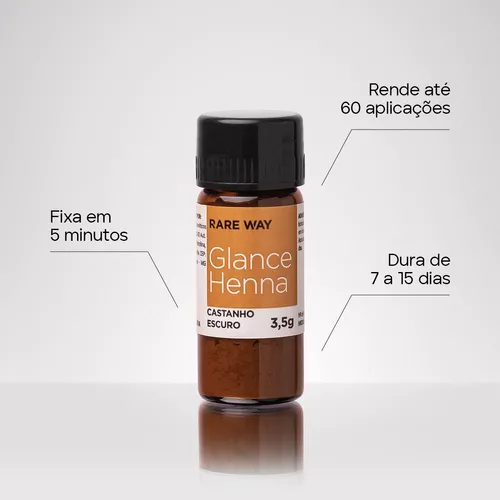 Rende até
60 aplicações
Fixa em
5 minutos
Dura de
7 a 15 dias
RARE WAY
Glance
Henna
CASTANHO
ESCURO
3,5g